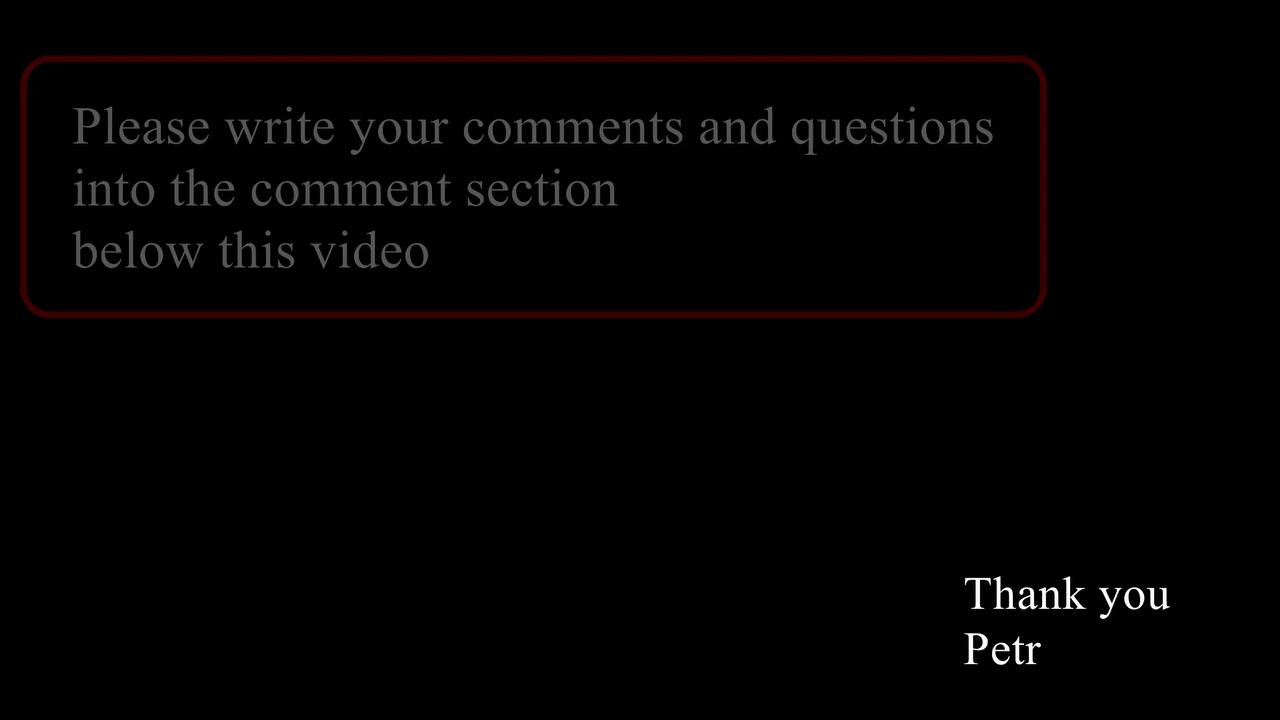 Please write your comments and questions
into the comment section
below this video
Thank you
Petr